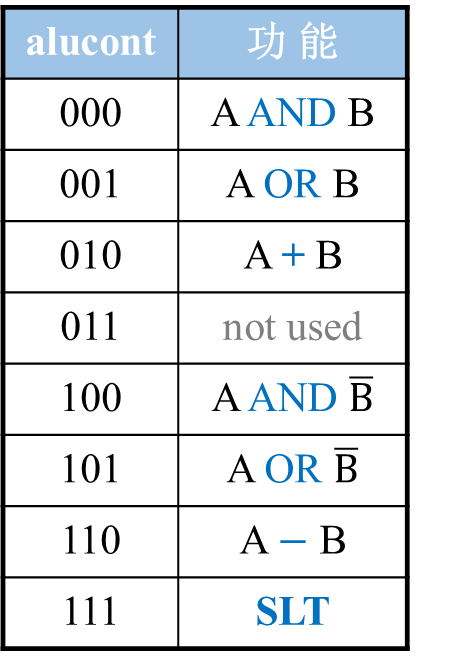 alucont 功 能
000 A AND B
001 A OR B
010 A + B
011 not used
100 A AND B̅
101 A OR B̅
110 A − B
111 SLT